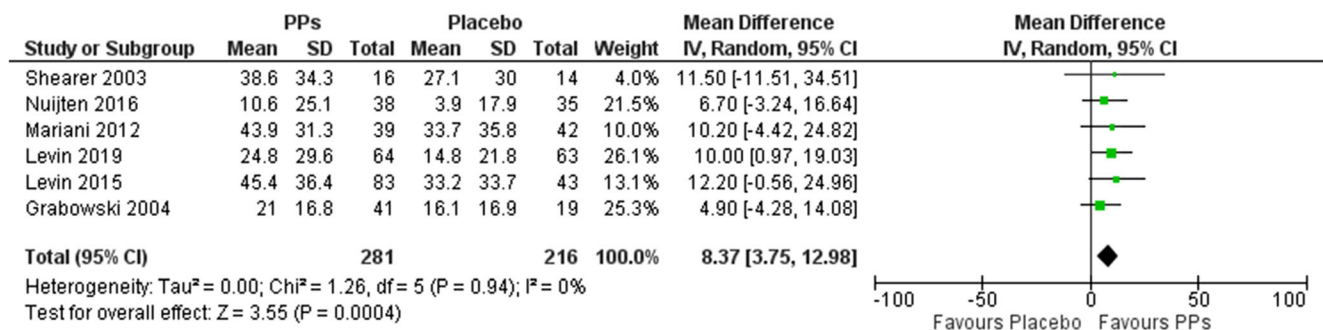 PPs Placebo Mean Difference Mean Difference
Study or Subgroup Mean SD Total Mean SD Total Weight IV, Random, 95% CI IV, Random, 95% CI
Shearer 2003 38.6 34.3 16 27.1 30 14 4.0% 11.50 [-11.51, 34.51]
Nuijten 2016 10.6 25.1 38 3.9 17.9 35 21.5% 6.70 [-3.24, 16.64]
Mariani 2012 43.9 31.3 39 33.7 35.8 42 10.0% 10.20 [-4.42, 24.82]
Levin 2019 24.8 29.6 64 14.8 21.8 63 26.1% 10.00 [0.97, 19.03]
Levin 2015 45.4 36.4 83 33.2 33.7 43 13.1% 12.20 [-0.56, 24.96]
Grabowski 2004 21 16.8 41 16.1 16.9 19 25.3% 4.90 [-4.28, 14.08]
Total (95% CI) 281 216 100.0% 8.37 [3.75, 12.98]
Heterogeneity: Tau² = 0.00; Chi² = 1.26, df = 5 (P = 0.94); I² = 0%
Test for overall effect: Z = 3.55 (P = 0.0004)
-100 -50 0 50 100
Favours Placebo Favours PPs